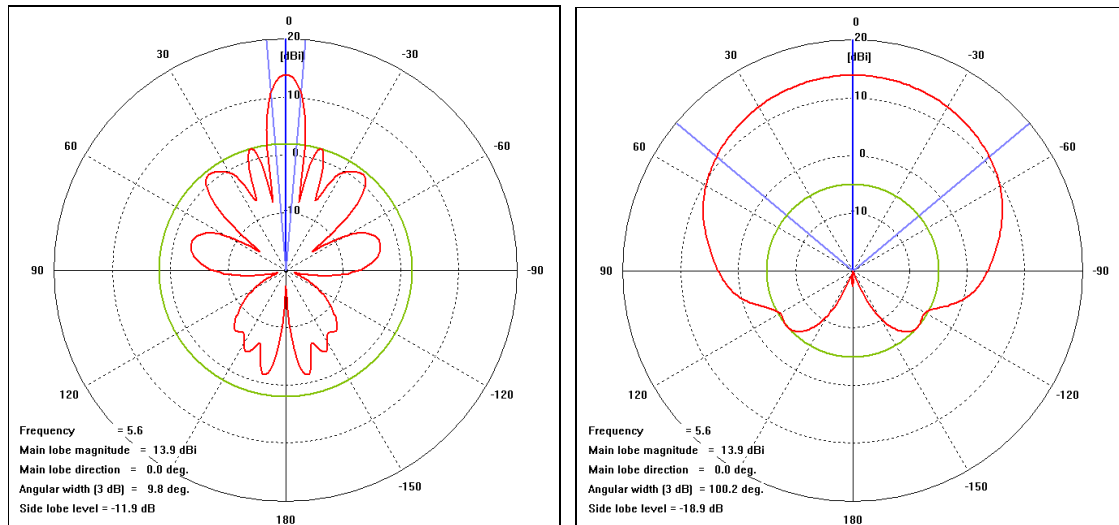 0
20
[dBi]
30
-30
10
60
-60
0
10
90
-90
120
-150
180
Frequency = 5.6
Main lobe magnitude = 13.9 dBi
Main lobe direction = 0.0 deg.
Angular width (3 dB) = 9.8 deg.
Side lobe level = -11.9 dB
0
20
[dBi]
30
-30
10
60
-60
0
10
90
-90
120
-120
-150
180
Frequency = 5.6
Main lobe magnitude = 13.9 dBi
Main lobe direction = 0.0 deg.
Angular width (3 dB) = 100.2 deg.
Side lobe level = -18.9 dB